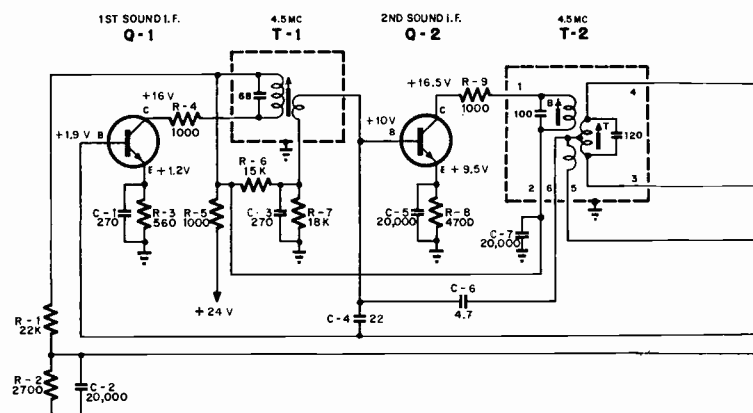 1ST SOUND I.F.
Q-1
4.5MC
T-1
2ND SOUND I.F.
Q-2
4.5MC
T-2
+16V
C
R-4
1000
68
+16.5V
R-9
1000
C
1
100
B
T
120
4
+1.9 V
B
E
+1.2V
+10V
B
E
+9.5V
R-6
15K
C-1
270
R-3
560
R-5
1000
C-3
270
R-7
18K
C-5
20,000
R-8
4700
2
6
5
3
C-7
20,000
+24V
C-6
4.7
C-4
22
R-1
22K
R-2
2700
C-2
20,000